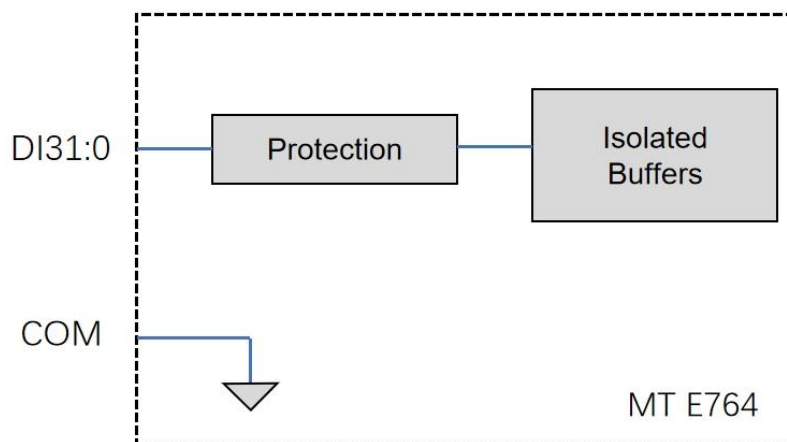 DI31:0
Protection
Isolated
Buffers
COM
MT E764